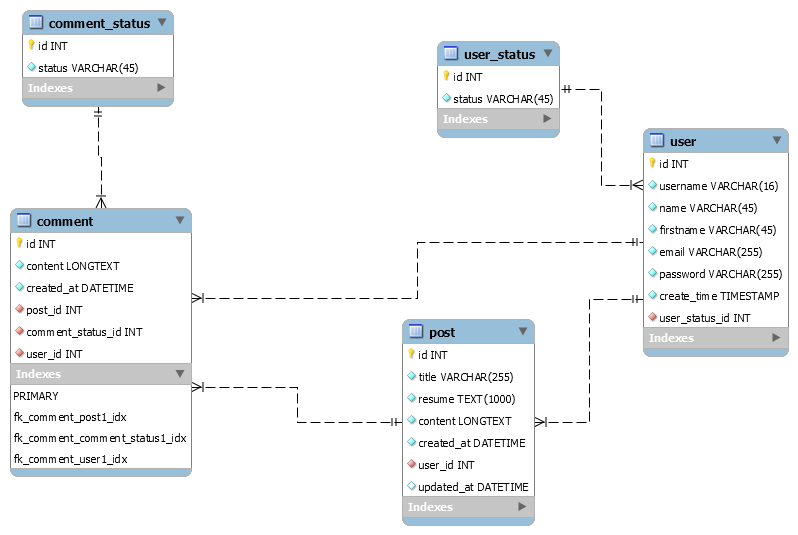 comment_status
id INT
status VARCHAR(45)
Indexes
user_status
id INT
status VARCHAR(45)
Indexes
user
id INT
username VARCHAR(16)
name VARCHAR(45)
firstname VARCHAR(45)
email VARCHAR(255)
password VARCHAR(255)
create_time TIMESTAMP
user_status_id INT
Indexes
comment
id INT
content LONGTEXT
created_at DATETIME
post_id INT
comment_status_id INT
user_id INT
Indexes
PRIMARY
fk_comment_post1_idx
fk_comment_comment_status1_idx
fk_comment_user1_idx
post
id INT
title VARCHAR(255)
resume TEXT(1000)
content LONGTEXT
created_at DATETIME
user_id INT
updated_at DATETIME
Indexes